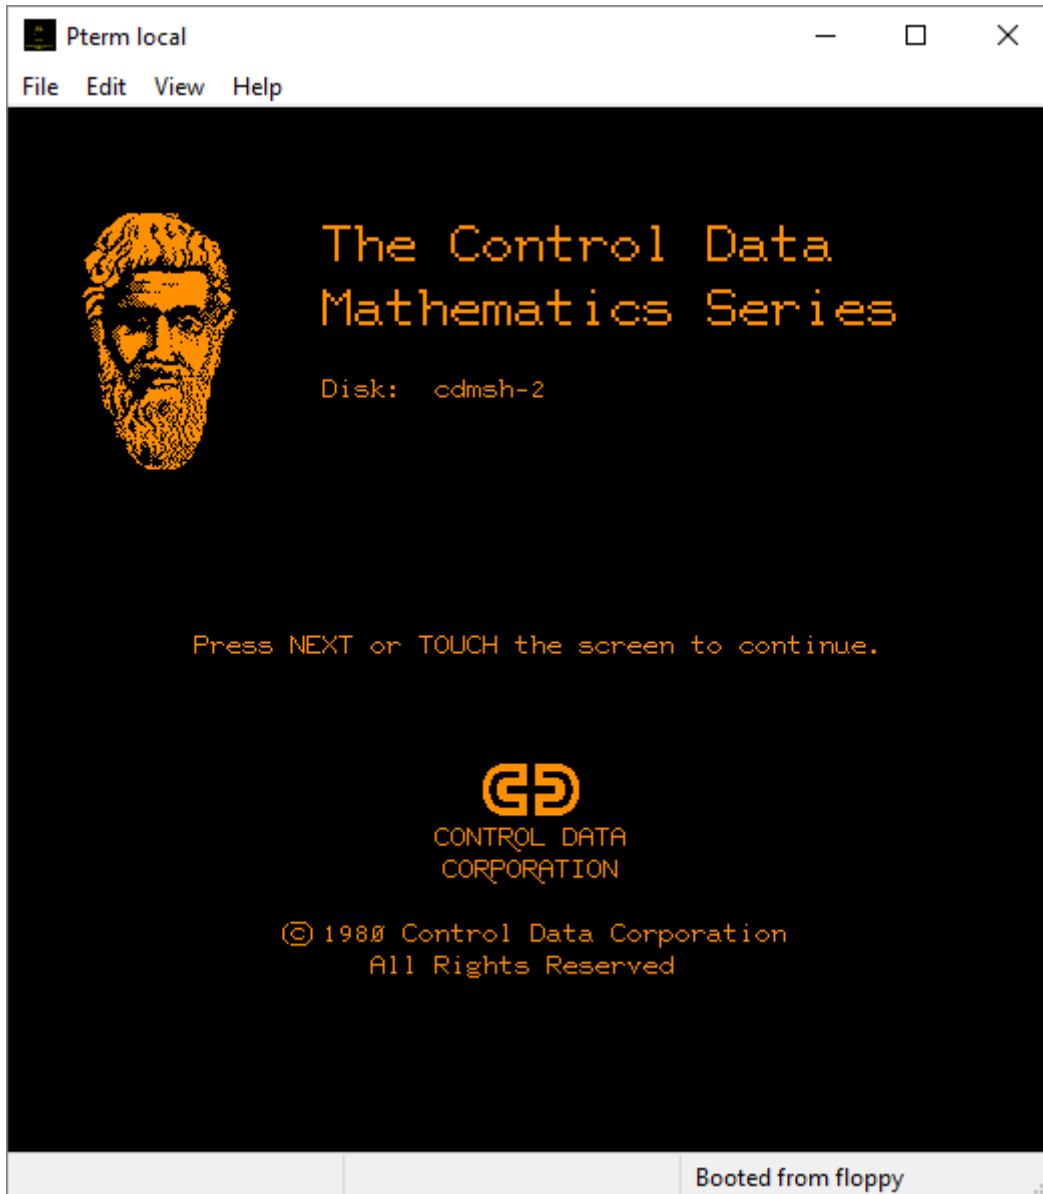 Pterm local
File Edit View Help
The Control Data
Mathematics Series
Disk: cdmsh-2
Press NEXT or TOUCH the screen to continue.
CONTROL DATA
CORPORATION
© 1980 Control Data Corporation
All Rights Reserved
Booted from floppy